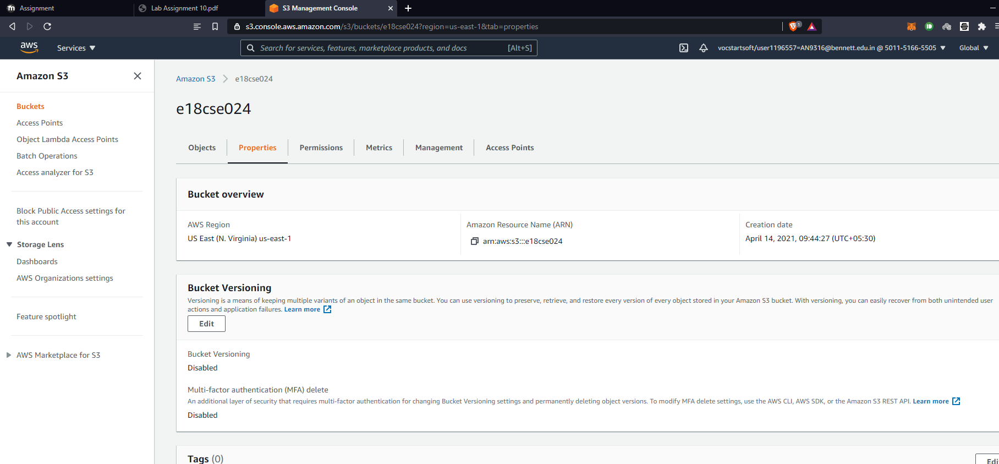 Assignment
Lab Assignment 10.pdf
S3 Management Console
s3.console.aws.amazon.com/s3/buckets/e18cse024?region=us-east-1&tab=properties
1
aws
Services
Search for services, features, marketplace products, and docs
[Alt+S]
vocstartsoft/user1196557=AN9316@bennett.edu.in @ 5011-5166-5505
Global
Amazon S3
Buckets
Access Points
Object Lambda Access Points
Batch Operations
Access analyzer for S3
Block Public Access settings for
this account
Storage Lens
Dashboards
AWS Organizations settings
Feature spotlight
AWS Marketplace for S3
Amazon S3 > e18cse024
e18cse024
Objects
Properties
Permissions
Metrics
Management
Access Points
Bucket overview
AWS Region
US East (N. Virginia) us-east-1
Amazon Resource Name (ARN)
arn:aws:s3:::e18cse024
Creation date
April 14, 2021, 09:44:27 (UTC+05:30)
Bucket Versioning
Versioning is a means of keeping multiple variants of an object in the same bucket. You can use versioning to preserve, retrieve, and restore every version of every object stored in your Amazon S3 bucket. With versioning, you can easily recover from both unintended user
actions and application failures. Learn more
Edit
Bucket Versioning
Disabled
Multi-factor authentication (MFA) delete
An additional layer of security that requires multi-factor authentication for changing Bucket Versioning settings and permanently deleting object versions. To modify MFA delete settings, use the AWS CLI, AWS SDK, or the Amazon S3 REST API. Learn more
Disabled
Tags (0)